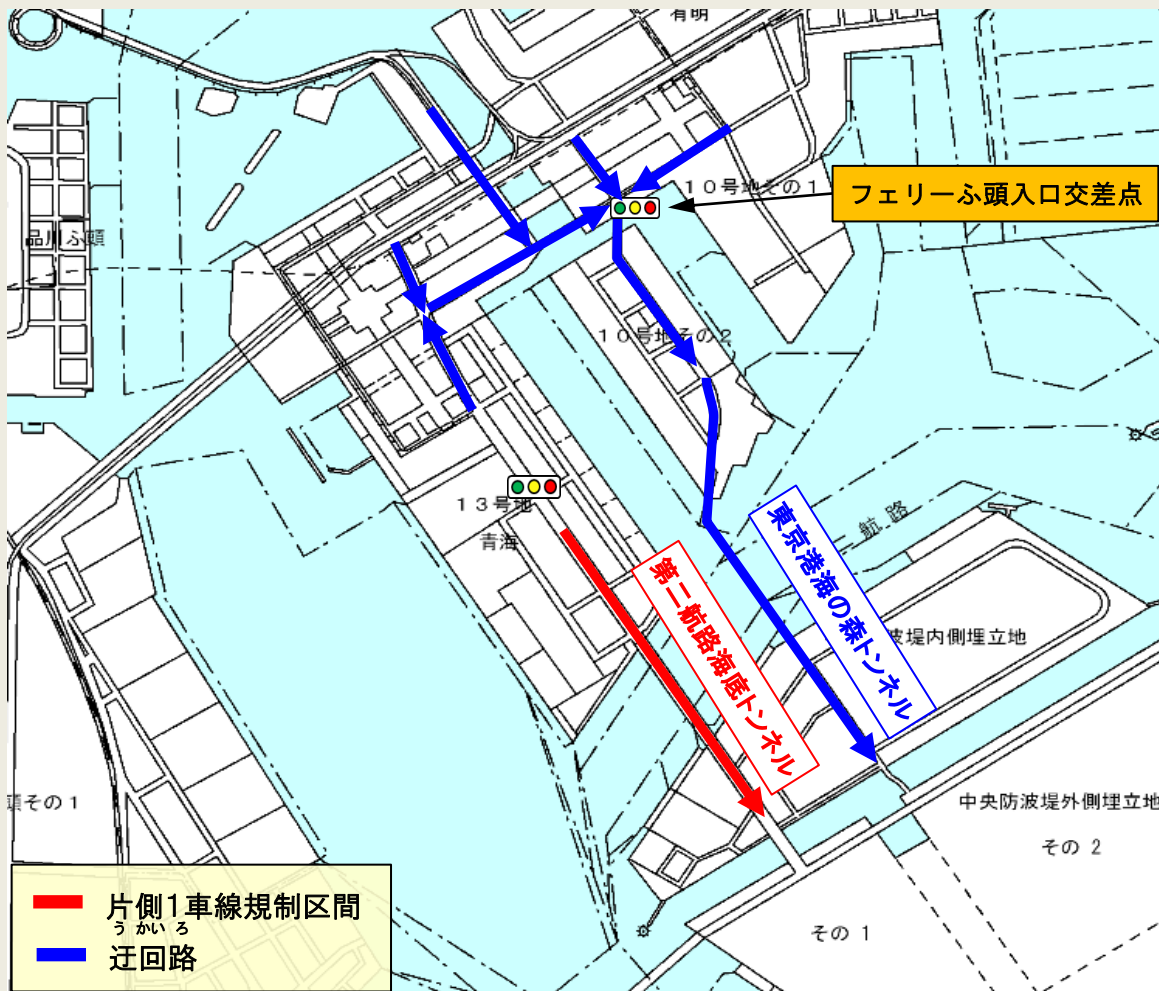 有明
10号地その1
フェリーふ頭入口交差点
品川ふ頭
10号地その2
13号地
青海
航路
東京港海の森トンネル
第二航路海底トンネル
波堤内側埋立地
頭その1
中央防波堤外側埋立地
その2
その1
片側1車線規制区間
うかいろ
迂回路